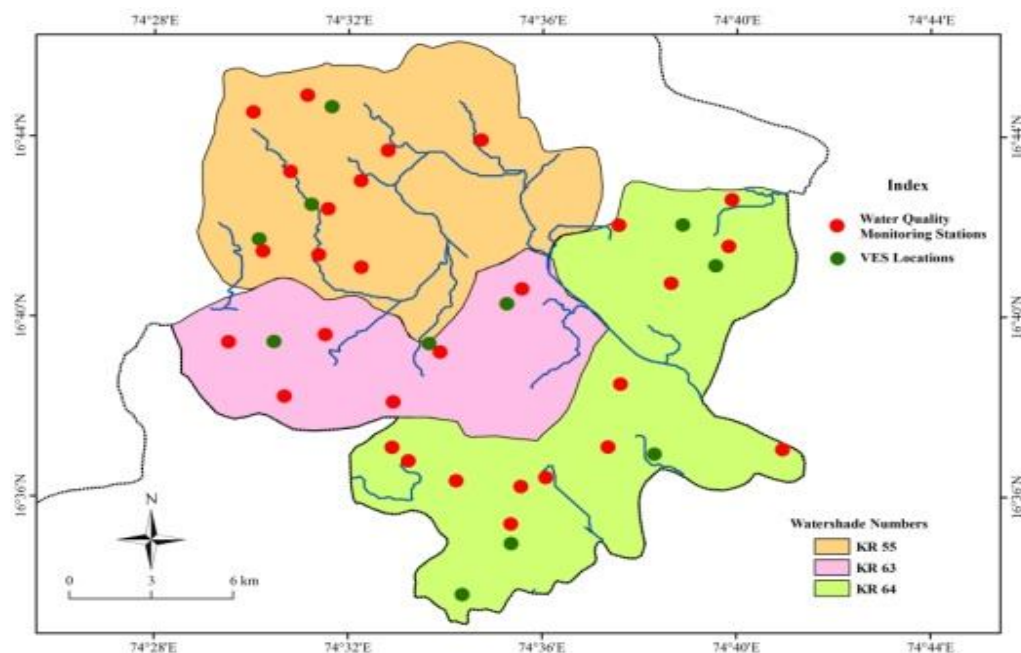 74°28'E 74°32'E 74°36'E 74°40'E 74°44'E
16°44'N 16°44'N
Index
Water Quality
Monitoring Stations
VES Locations
16°40'N 16°40'N
16°36'N 16°36'N
N
Watershade Numbers
KR 55
KR 63
KR 64
0 3 6 km
74°28'E 74°32'E 74°36'E 74°40'E 74°44'E